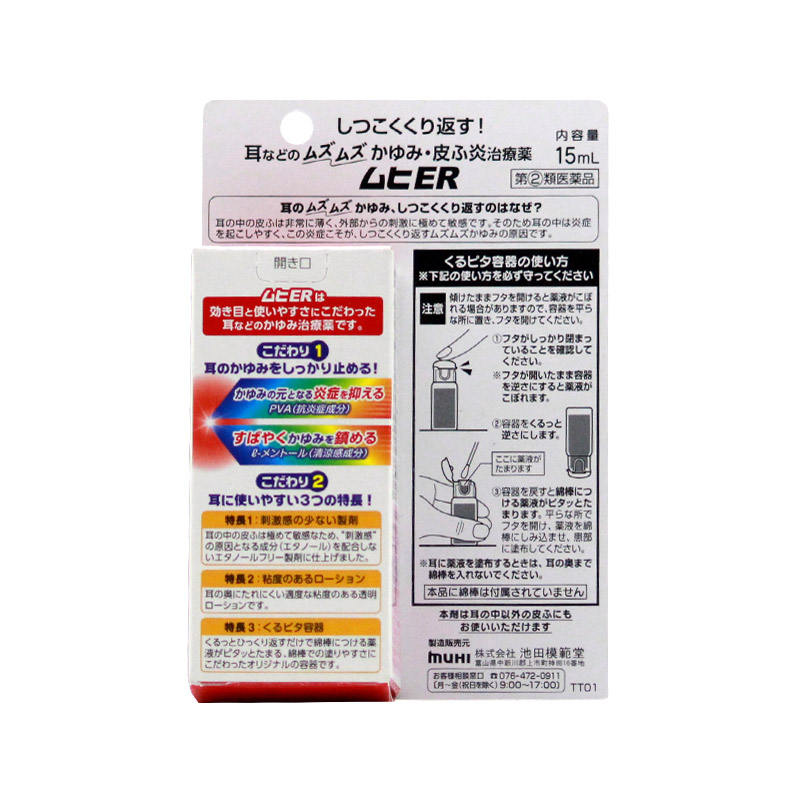 しつこくくり返す!
耳などのムズムズかゆみ・皮ふ炎治療薬
ムヒER
内容量
15mL
指②類医薬品
耳のムズムズかゆみ、しつこくくり返すのはなぜ?
耳の中の皮ふは非常に薄く、外部からの刺激に極めて敏感です。そのため耳の中は炎症
を起こしやすく、この炎症こそが、しつこくくり返すムズムズかゆみの原因です。
開き口
ムヒERは
効き目と使いやすさにこだわった
耳などのかゆみ治療薬です。
こだわり1
耳のかゆみをしっかり止める!
かゆみの元となる炎症を抑える
PVA(抗炎症成分)
すばやくかゆみを鎮める
ℓ-メントール(清涼感成分)
こだわり2
耳に使いやすい3つの特長!
特長1:刺激感の少ない製剤
耳の中の皮ふは極めて敏感なため、“刺激感”
の原因となる成分(エタノール)を配合しな
いエタノールフリー製剤に仕上げました。
特長2:粘度のあるローション
耳の奥にたれにくい適度な粘度のある透明
ローションです。
特長3:くるピタ容器
くるっとひっくり返すだけで綿棒につける薬
液がピタッとたまる、綿棒での塗りやすさに
こだわったオリジナルの容器です。
くるピタ容器の使い方
※下記の使い方を必ず守ってください
注意
傾けたままフタを開けると薬液がこぼ
れる場合がありますので、容器を平ら
な所に置き、フタを開けてください。
①フタがしっかり閉まっ
ていることを確認して
ください。
※フタが開いたまま容器
を逆さにすると薬液が
こぼれます。
②容器をくるっと
逆さにします。
ここに薬液が
たまります
③容器を戻すと綿棒につ
ける薬液がピタッとた
まります。平らな所で
フタを開け、薬液を綿
棒にしみ込ませ、患部
に塗布してください。
※耳に薬液を塗布するときは、耳の奥まで
綿棒を入れないでください。
本品に綿棒は付属されていません
本剤は耳の中以外の皮ふにも
お使いいただけます
製造販売元
muHI 株式会社 池田模範堂
富山県中新川郡上市町神田16番地
お客様相談窓口 ☎076-472-0911
〔月〜金(祝日を除く)9:00〜17:00〕
TT01